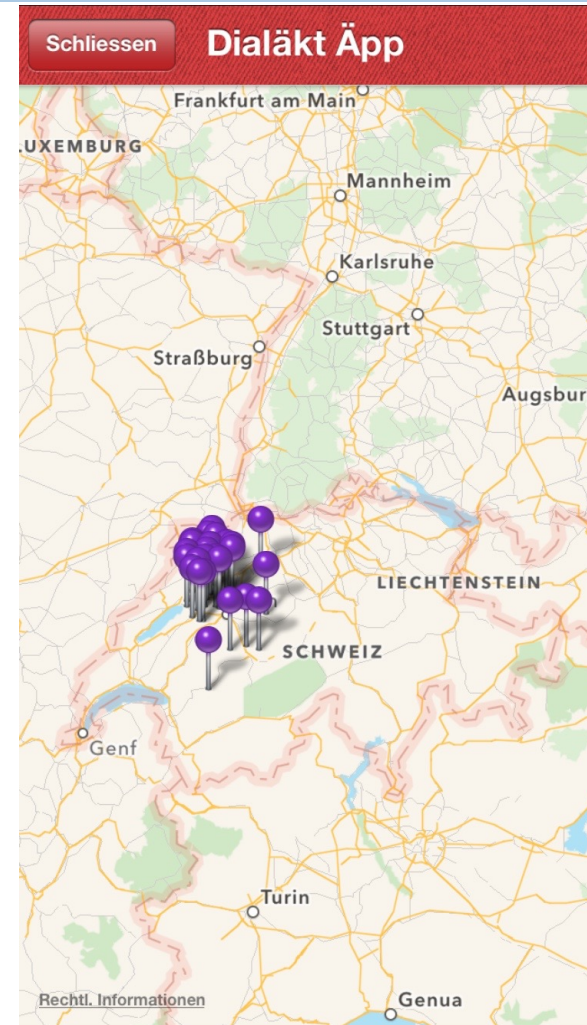 Schliessen
Dialäkt Äpp
Frankfurt am Main
LUXEMBURG
Mannheim
Karlsruhe
Stuttgart
Straßburg
Augsbur
LIECHTENSTEIN
SCHWEIZ
Genf
Turin
Rechtl. Informationen
Genua